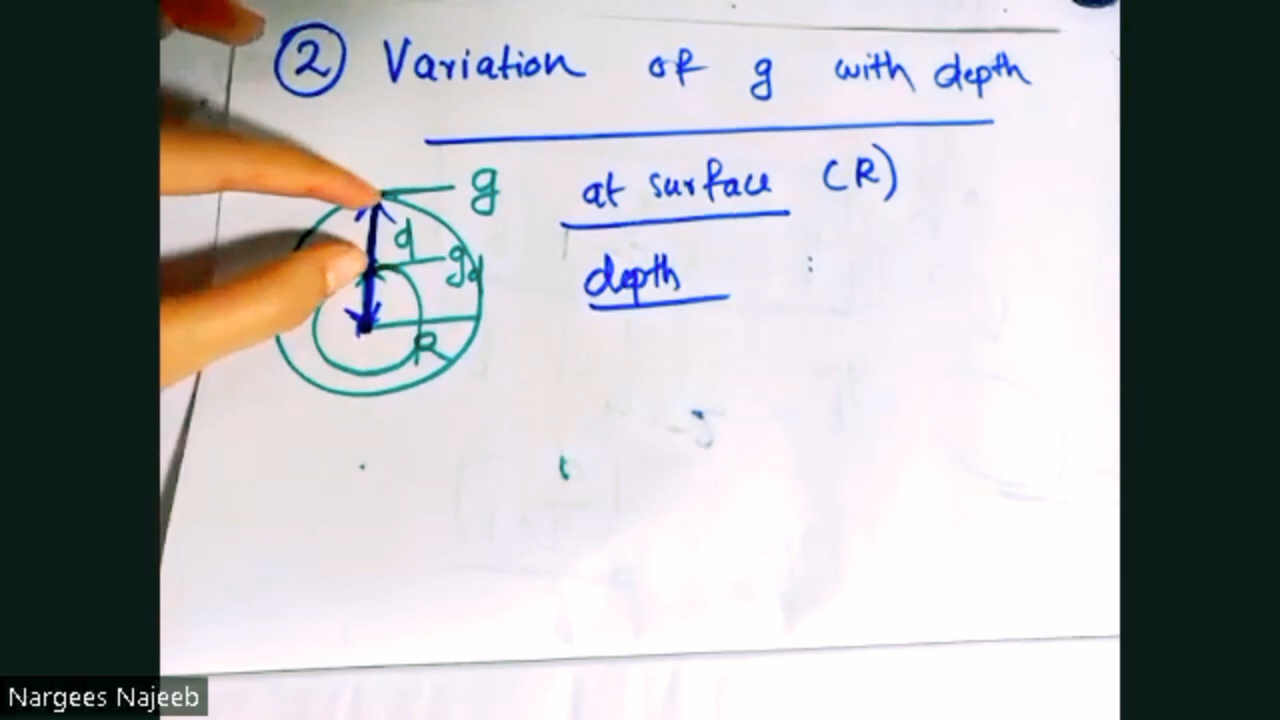 ② Variation of g with depth
g
at surface (R)
d
gd
depth :
R
Nargees Najeeb